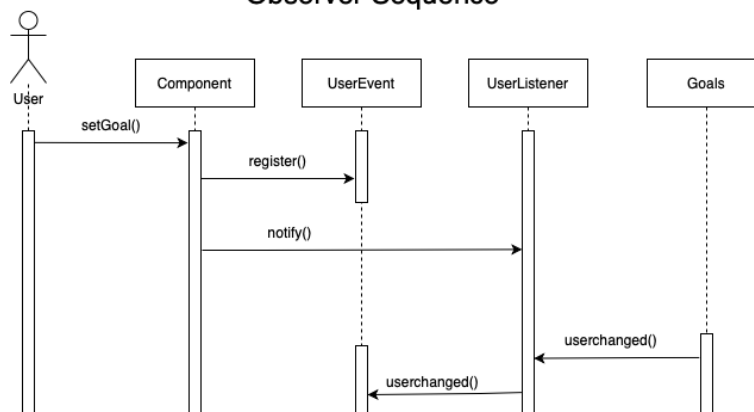 Observer Sequence
User
Component
UserEvent
UserListener
Goals
setGoal()
register()
notify()
userchanged()
userchanged()